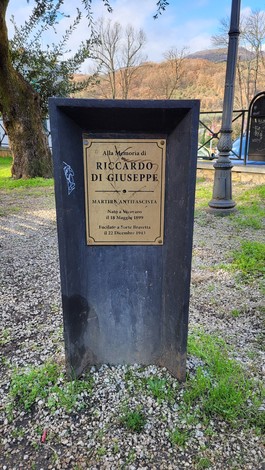 Alla Memoria di
RICCARDO
DI GIUSEPPE
MARTIRE ANTIFASCISTA
Nato a
il 18 Maggio 1899
Fucilato a Forte Bravetta
il 22 Dicembre 1943